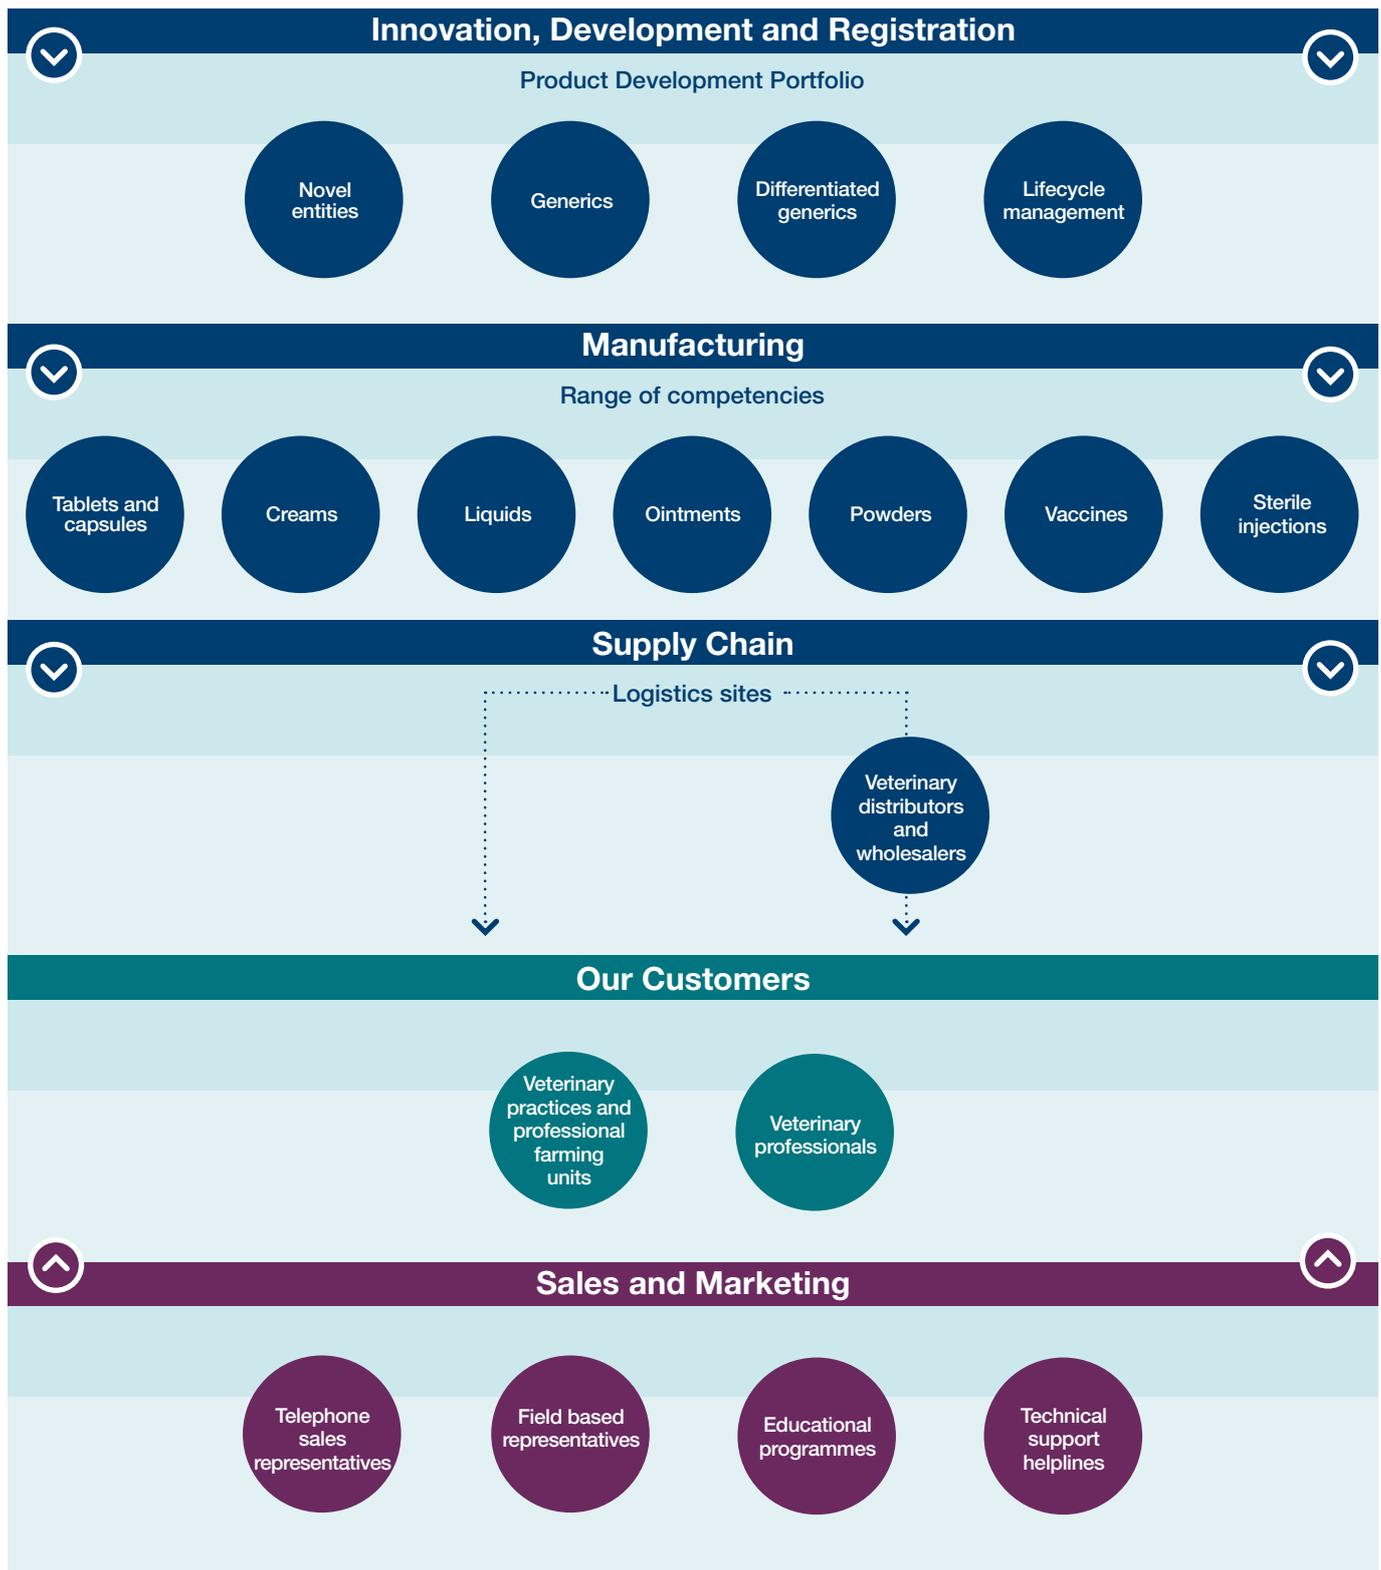 Innovation, Development and Registration
Product Development Portfolio
Novel
entities
Generics
Differentiated
generics
Lifecycle
management
Manufacturing
Range of competencies
Tablets and
capsules
Creams
Liquids
Ointments
Powders
Vaccines
Sterile
injections
Supply Chain
Logistics sites
Veterinary
distributors
and
wholesalers
Our Customers
Veterinary
practices and
professional
farming
units
Veterinary
professionals
Sales and Marketing
Telephone
sales
representatives
Field based
representatives
Educational
programmes
Technical
support
helplines